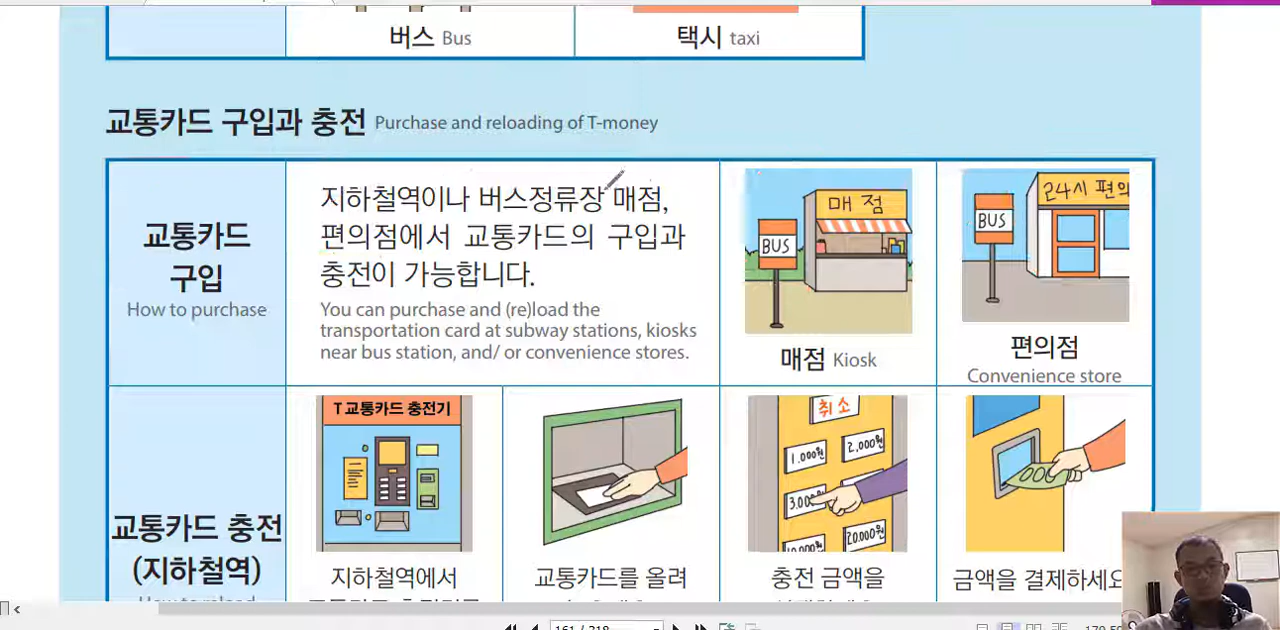 버스 Bus
택시 taxi
교통카드 구입과 충전 Purchase and reloading of T-money
교통카드
구입
How to purchase
지하철역이나 버스정류장 매점,
편의점에서 교통카드의 구입과
충전이 가능합니다.
You can purchase and (re)load the
transportation card at subway stations, kiosks
near bus station, and/ or convenience stores.
매점
BUS
매점 Kiosk
24시 편의
BUS
편의점
Convenience store
교통카드 충전
(지하철역)
T 교통카드 충전기
지하철역에서
교통카드를 올려
취소
1,000원
2,000원
3,000
20,000원
충전 금액을
금액을 결제하세요
161 / 218